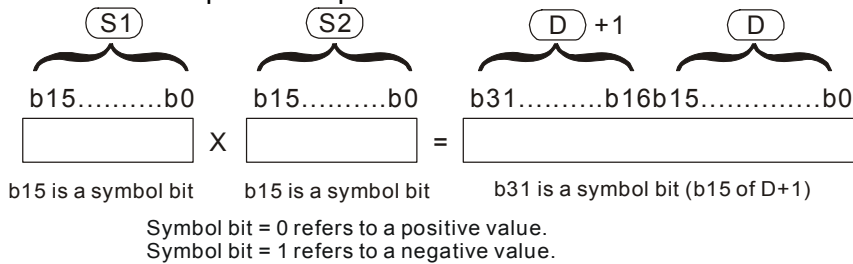 S1 S2 D +1 D
b15..........b0 b15..........b0 b31..........b16b15..............b0
X =
b15 is a symbol bit b15 is a symbol bit b31 is a symbol bit (b15 of D+1)
Symbol bit = 0 refers to a positive value.
Symbol bit = 1 refers to a negative value.